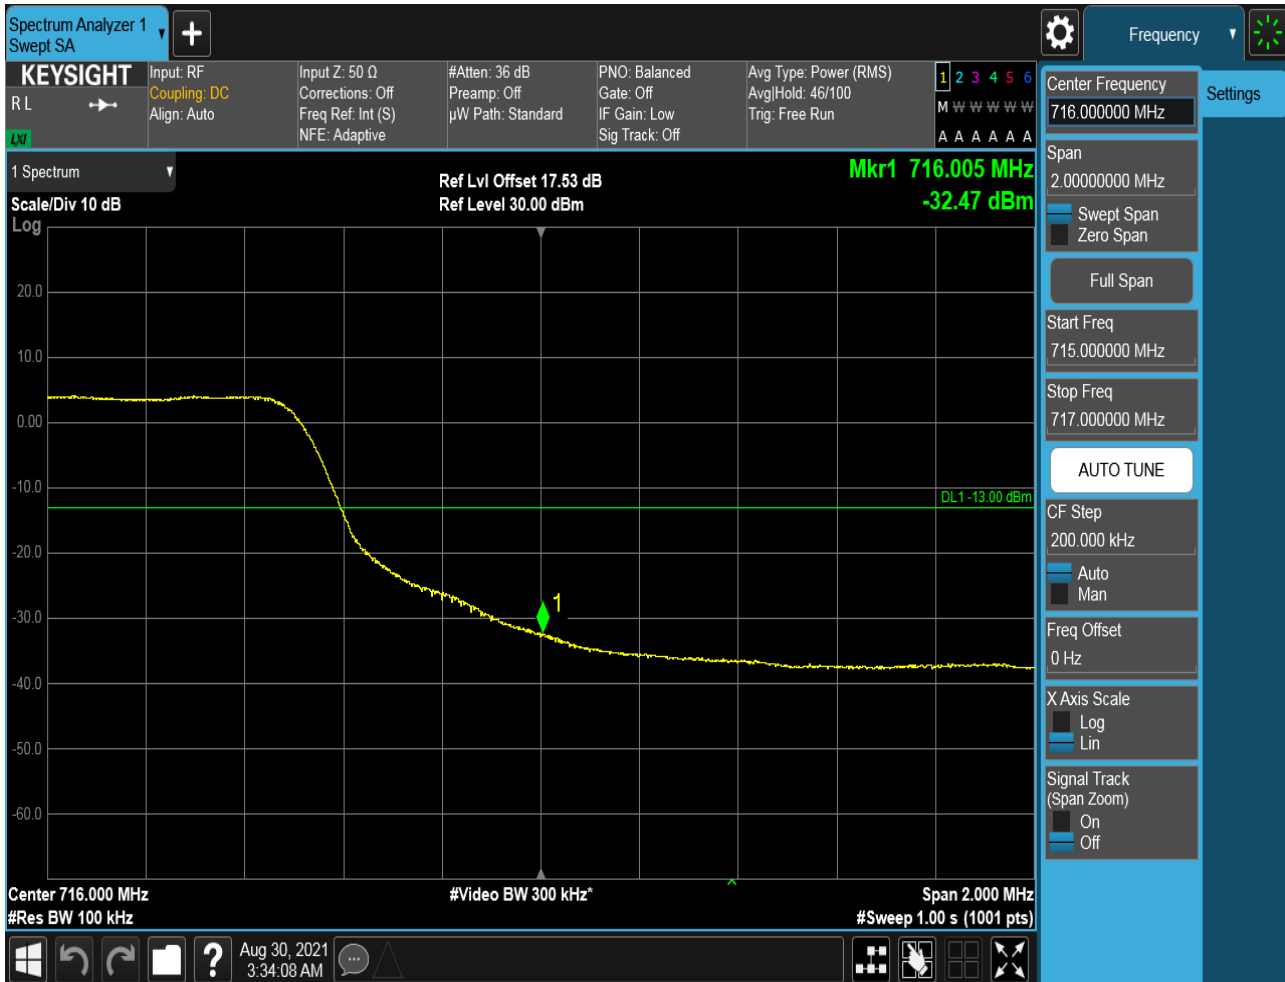 Spectrum Analyzer 1
Swept SA
Frequency
KEYSIGHT
R L
LXI
Input: RF
Coupling: DC
Align: Auto
Input Z: 50 Ω
Corrections: Off
Freq Ref: Int (S)
NFE: Adaptive
#Atten: 36 dB
Preamp: Off
µW Path: Standard
PNO: Balanced
Gate: Off
IF Gain: Low
Sig Track: Off
Avg Type: Power (RMS)
Avg|Hold: 46/100
Trig: Free Run
1 2 3 4 5 6
M W W W W W
A A A A A A
1 Spectrum
Scale/Div 10 dB
Log
Ref Lvl Offset 17.53 dB
Ref Level 30.00 dBm
Mkr1 716.005 MHz
-32.47 dBm
20.0
10.0
0.00
-10.0
-20.0
-30.0
-40.0
-50.0
-60.0
DL1 -13.00 dBm
1
Center 716.000 MHz
#Res BW 100 kHz
#Video BW 300 kHz*
Span 2.000 MHz
#Sweep 1.00 s (1001 pts)
Aug 30, 2021
3:34:08 AM
Center Frequency
716.000000 MHz
Settings
Span
2.00000000 MHz
Swept Span
Zero Span
Full Span
Start Freq
715.000000 MHz
Stop Freq
717.000000 MHz
AUTO TUNE
CF Step
200.000 kHz
Auto
Man
Freq Offset
0 Hz
X Axis Scale
Log
Lin
Signal Track
(Span Zoom)
On
Off